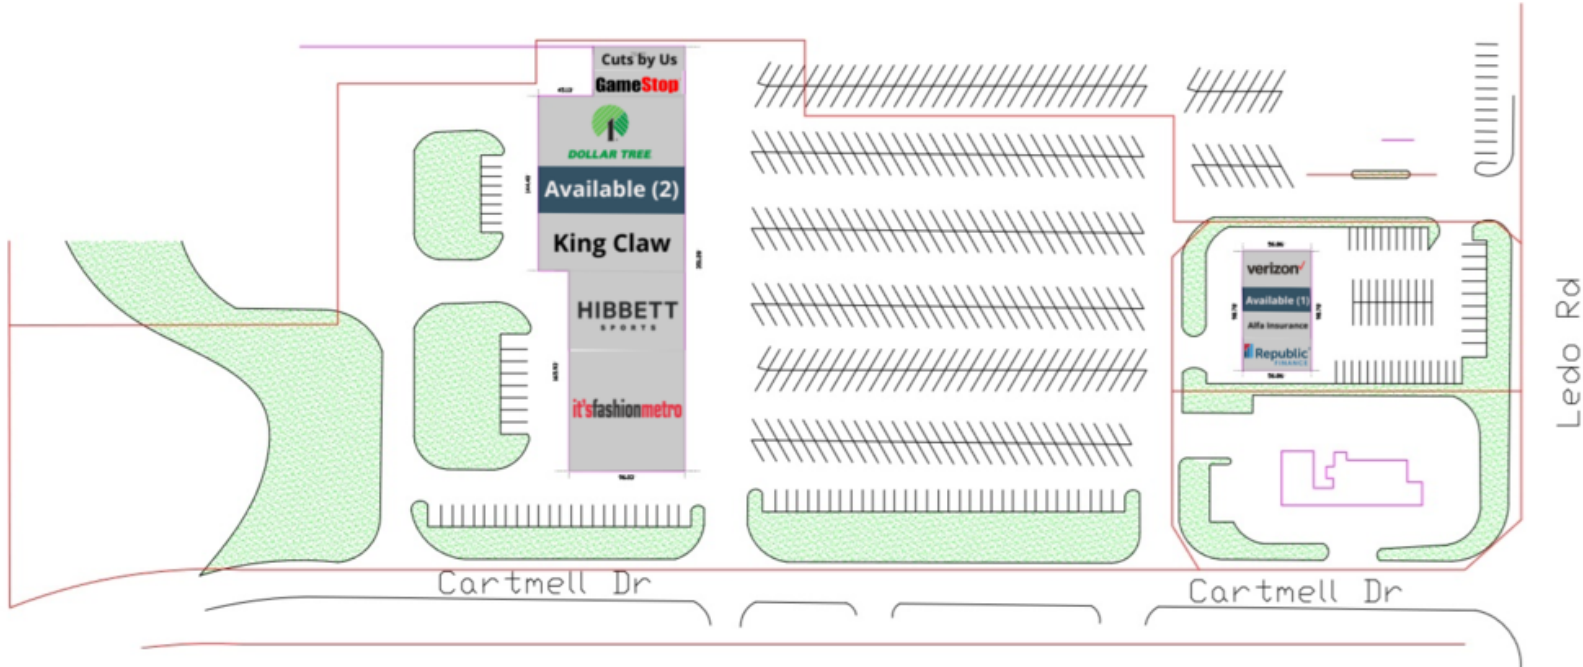 Cuts by Us
GameStop
DOLLAR TREE
Available (2)
King Claw
HIBBETT
SPORTS
it'sfashionmetro
verizon
Available (1)
Alfa Insurance
Republic
FINANCE
Ledo Rd
Cartmell Dr
Cartmell Dr